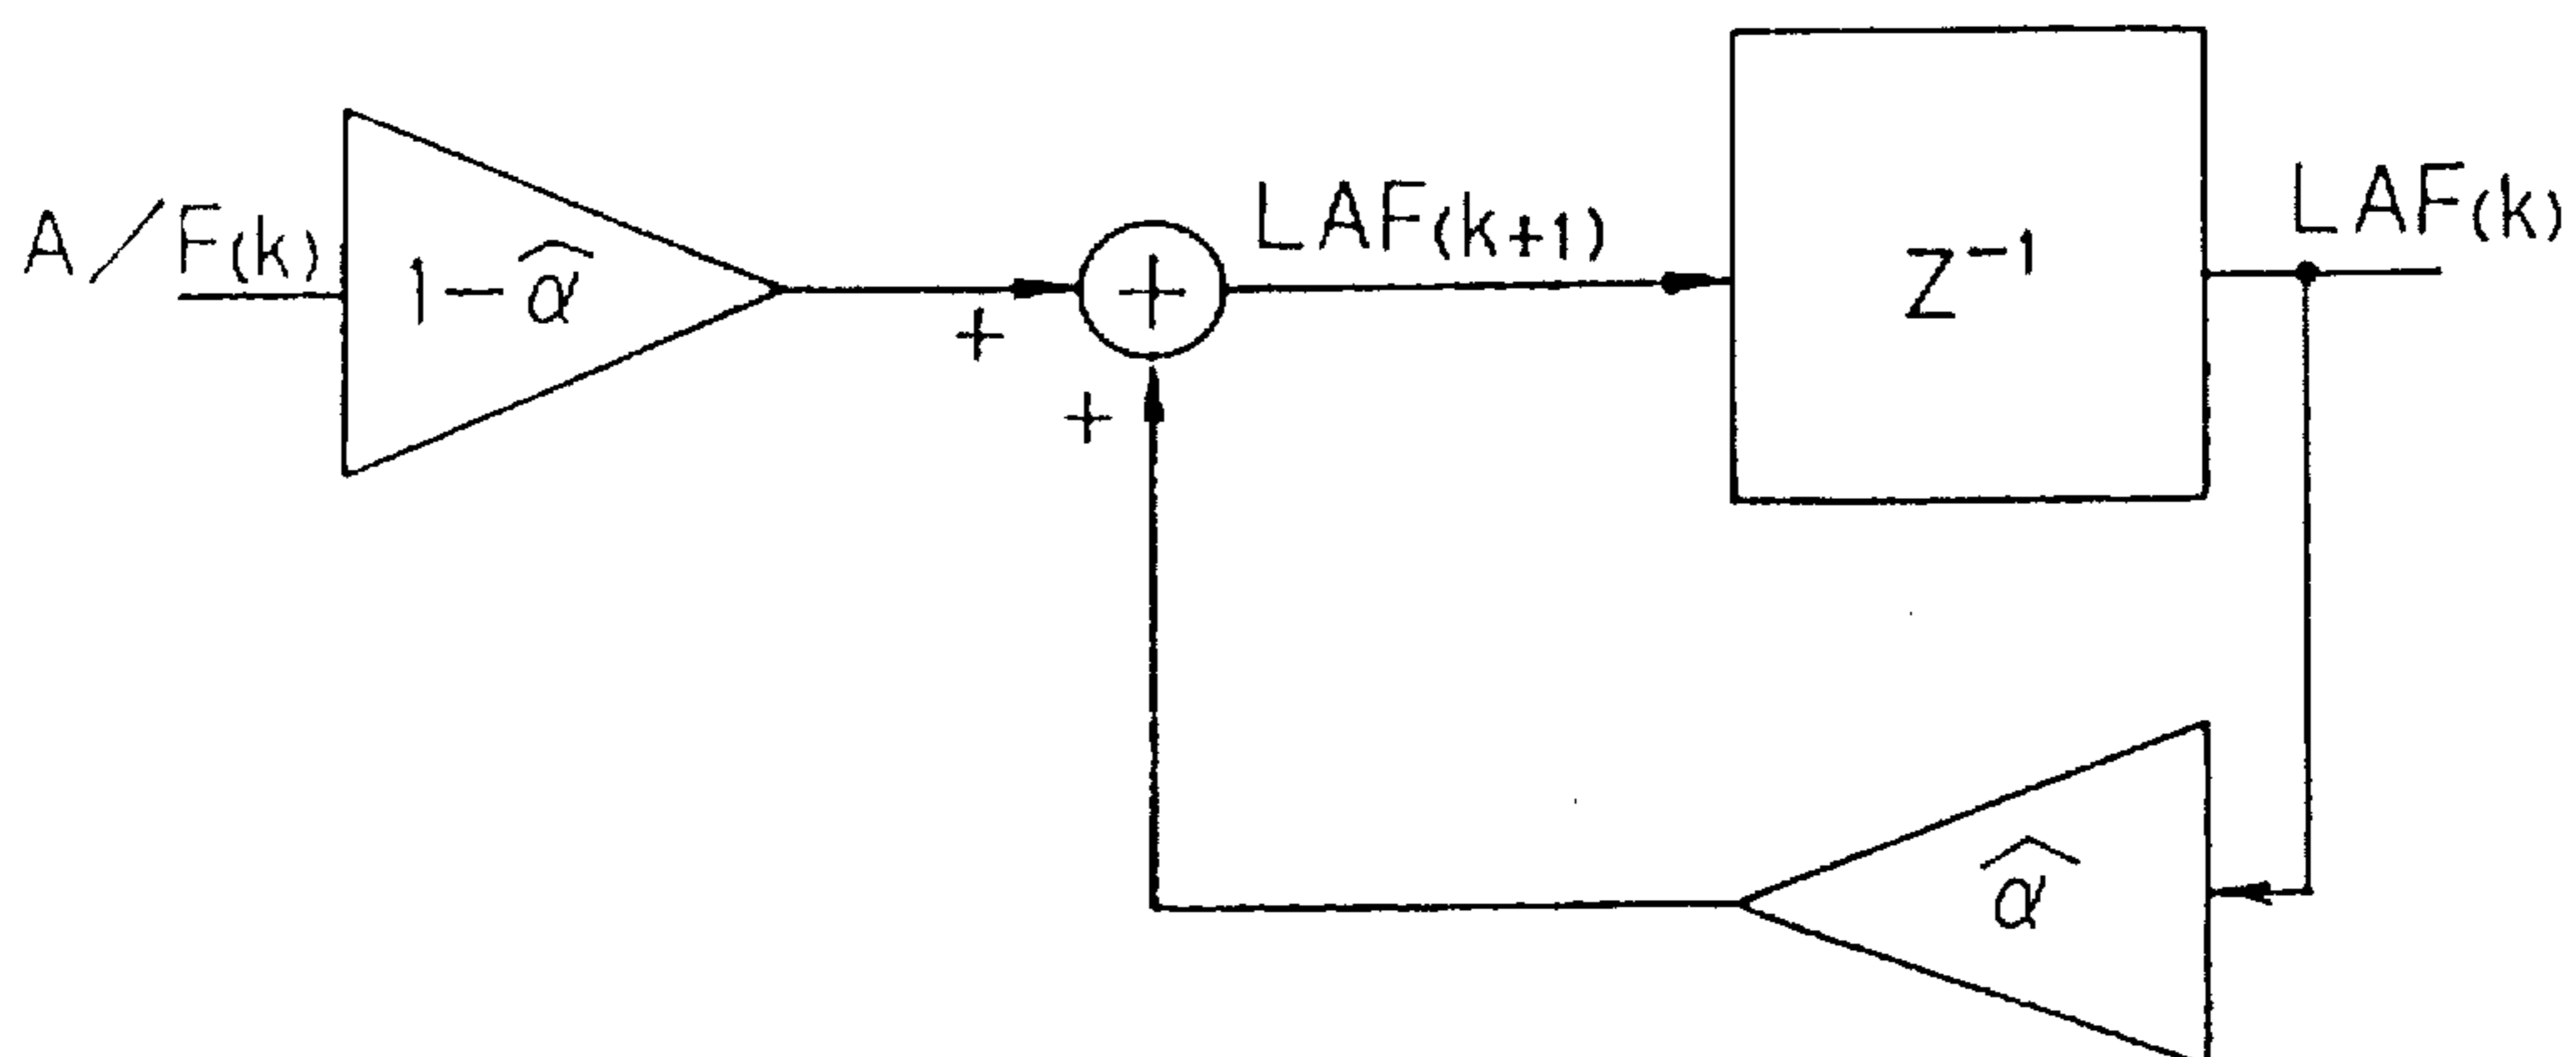 A/F(k)
1-α̂
+
+
+
LAF(k+1)
Z⁻¹
LAF(k)
α̂